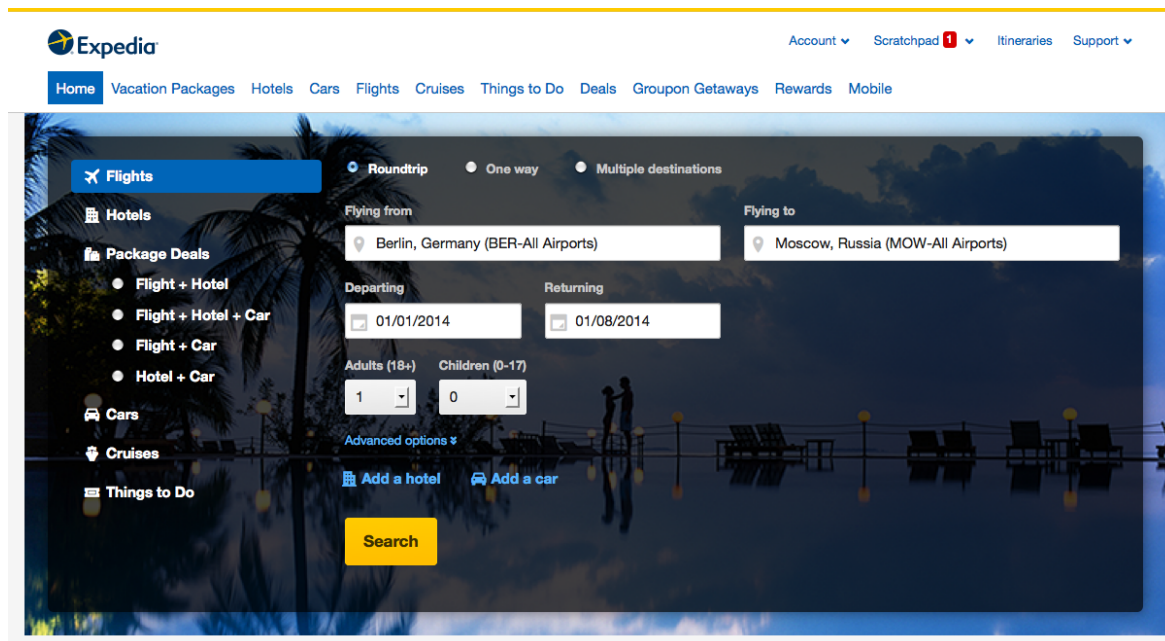 Expedia
Account Scratchpad 1 Itineraries Support
Home Vacation Packages Hotels Cars Flights Cruises Things to Do Deals Groupon Getaways Rewards Mobile
Flights
Hotels
Package Deals
Flight + Hotel
Flight + Hotel + Car
Flight + Car
Hotel + Car
Cars
Cruises
Things to Do
Roundtrip One way Multiple destinations
Flying from Flying to
Berlin, Germany (BER-All Airports) Moscow, Russia (MOW-All Airports)
Departing Returning
01/01/2014 01/08/2014
Adults (18+) Children (0-17)
1 0
Advanced options
Add a hotel Add a car
Search